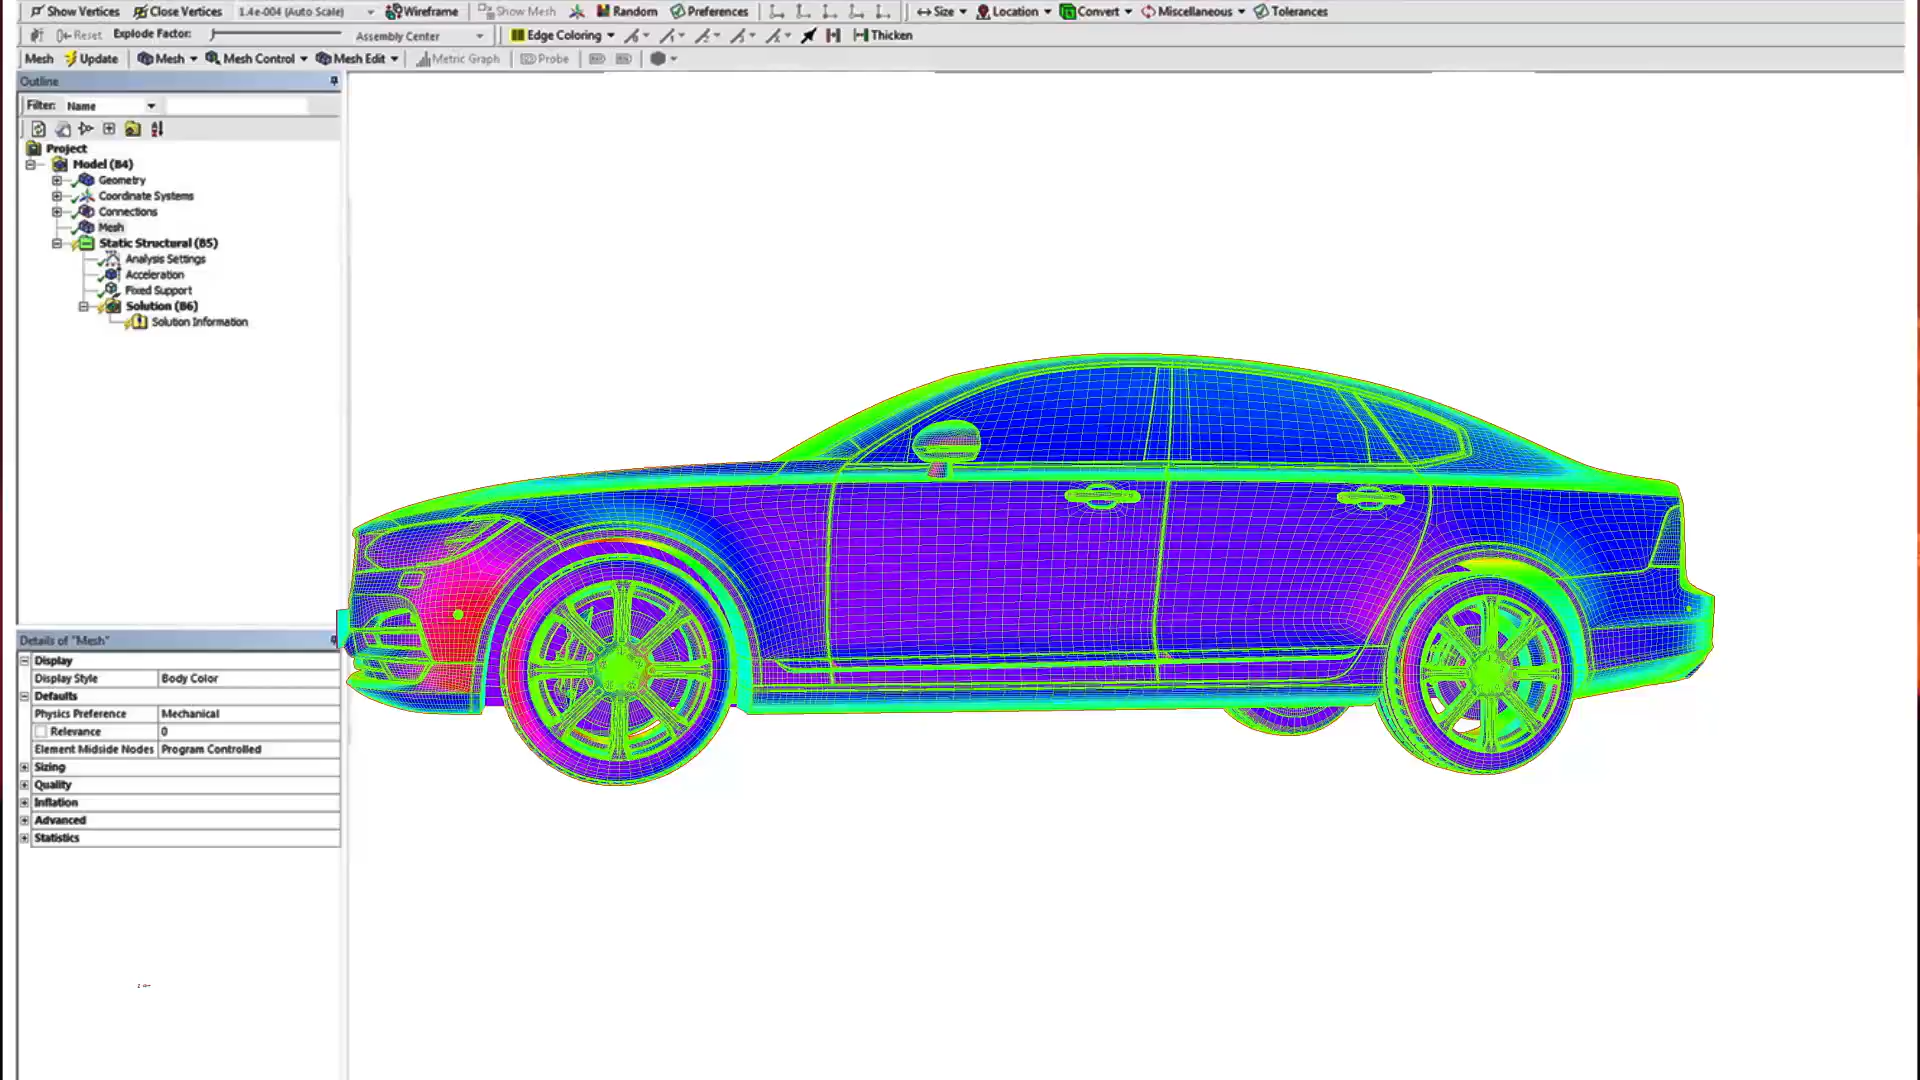 Show Vertices Close Vertices 1.4e-004 (Auto Scale) Wireframe Show Mesh Random Preferences Size Location Convert Miscellaneous Tolerances
Reset Explode Factor: Assembly Center Edge Coloring Thicken
Mesh Update Mesh Mesh Control Mesh Edit Metric Graph Probe
Outline
Filter: Name
Project
Model (B4)
Geometry
Coordinate Systems
Connections
Mesh
Static Structural (B5)
Analysis Settings
Acceleration
Fixed Support
Solution (B6)
Solution Information
Details of "Mesh"
Display
Display Style Body Color
Defaults
Physics Preference Mechanical
Relevance 0
Element Midside Nodes Program Controlled
Sizing
Quality
Inflation
Advanced
Statistics